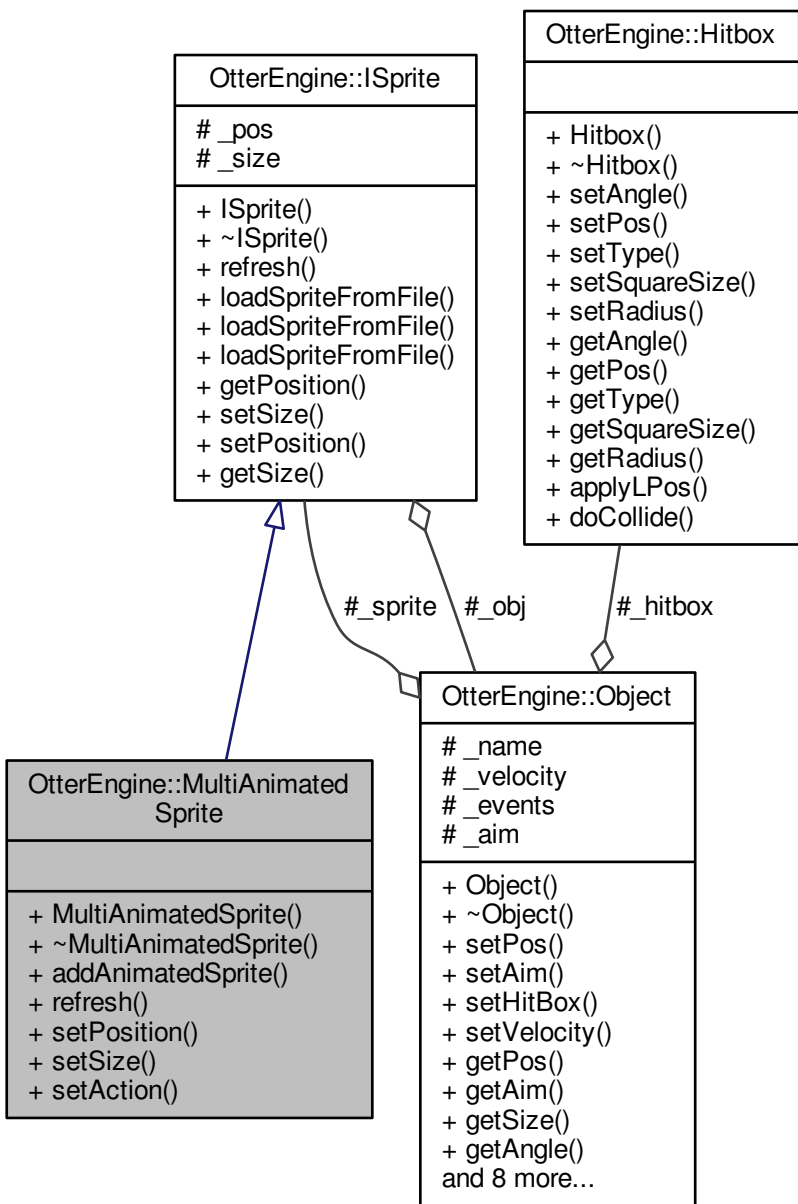 OtterEngine::ISprite
# _pos
# _size
+ ISprite()
+ ~ISprite()
+ refresh()
+ loadSpriteFromFile()
+ loadSpriteFromFile()
+ loadSpriteFromFile()
+ getPosition()
+ setSize()
+ setPosition()
+ getSize()
OtterEngine::Hitbox
+ Hitbox()
+ ~Hitbox()
+ setAngle()
+ setPos()
+ setType()
+ setSquareSize()
+ setRadius()
+ getAngle()
+ getPos()
+ getType()
+ getSquareSize()
+ getRadius()
+ applyLPos()
+ doCollide()
#_sprite
#_obj
#_hitbox
OtterEngine::MultiAnimated
Sprite
+ MultiAnimatedSprite()
+ ~MultiAnimatedSprite()
+ addAnimatedSprite()
+ refresh()
+ setPosition()
+ setSize()
+ setAction()
OtterEngine::Object
# _name
# _velocity
# _events
# _aim
+ Object()
+ ~Object()
+ setPos()
+ setAim()
+ setHitBox()
+ setVelocity()
+ getPos()
+ getAim()
+ getSize()
+ getAngle()
and 8 more...